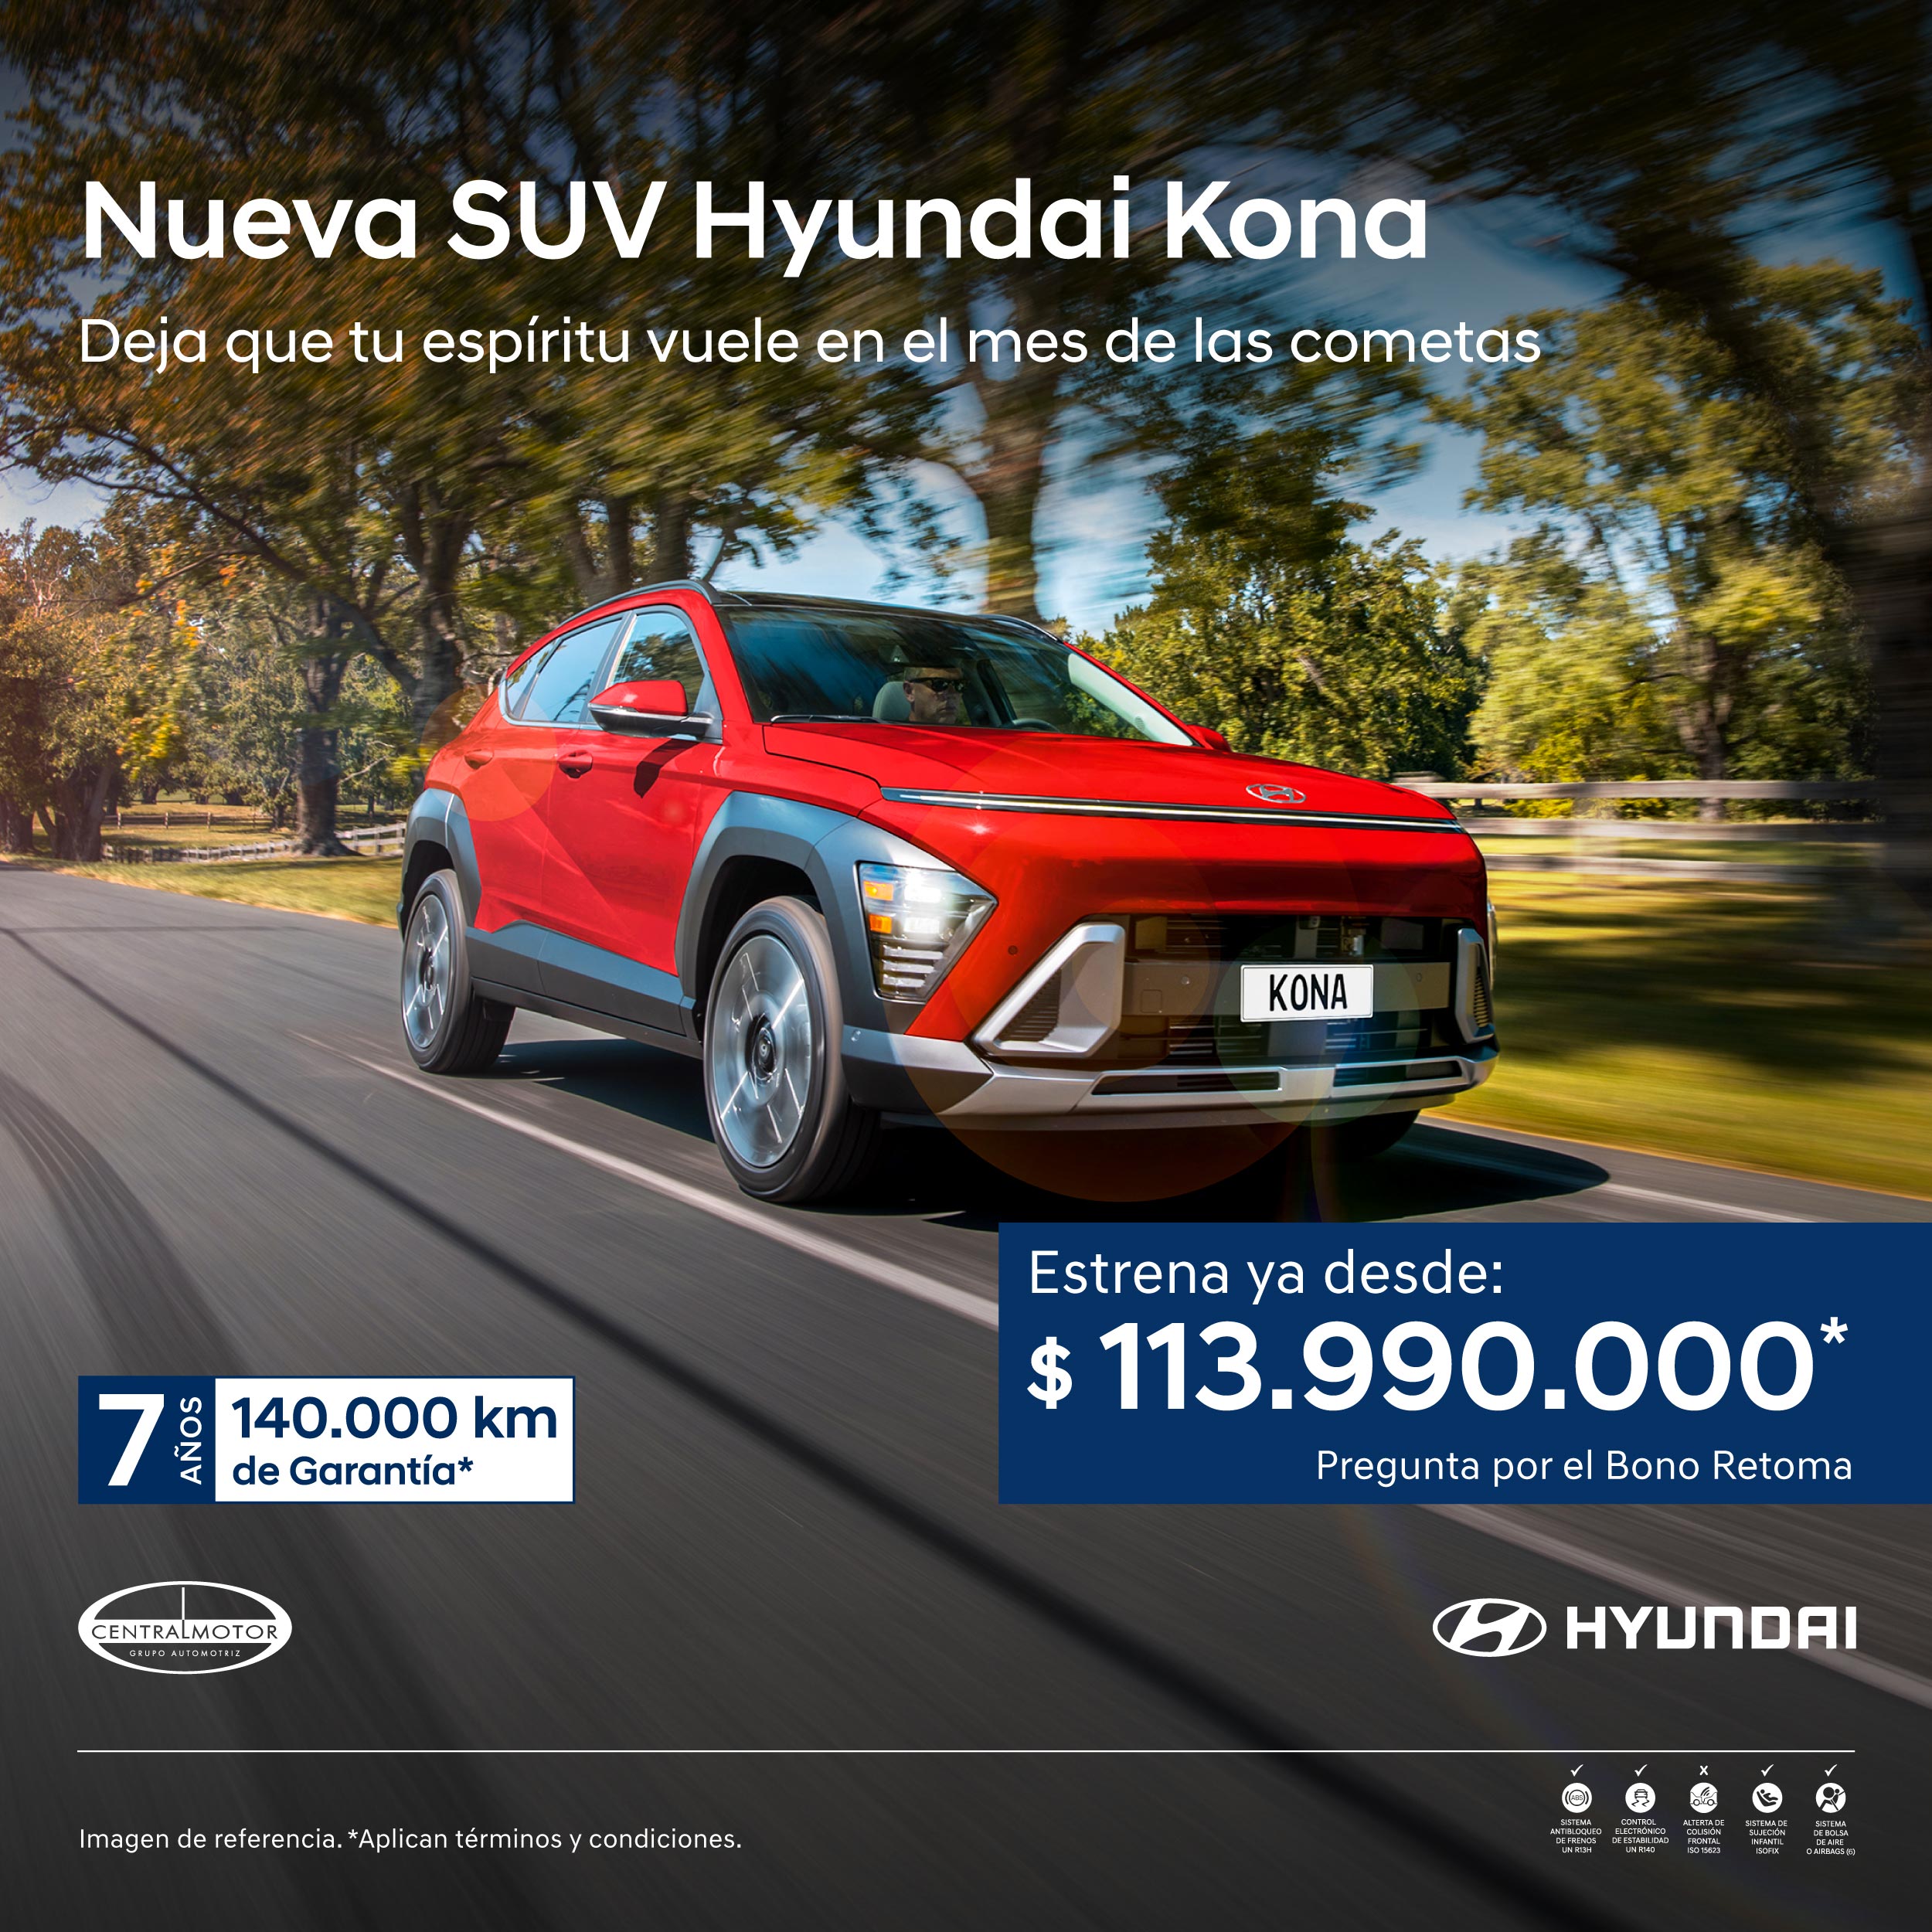 Nueva SUV Hyundai Kona
Deja que tu espíritu vuele en el mes de las cometas
KONA
Estrena ya desde:
$ 113.990.000*
Pregunta por el Bono Retoma
7 AÑOS
140.000 km
de Garantía*
CENTRALMOTOR
GRUPO AUTOMOTRIZ
HYUNDAI
Imagen de referencia. *Aplican términos y condiciones.
ABS
SISTEMA
ANTIBLOQUEO
DE FRENOS
UN R13H
CONTROL
ELECTRÓNICO
DE ESTABILIDAD
UN R140
ALTERTA DE
COLISIÓN
FRONTAL
ISO 15623
SISTEMA DE
SUJECIÓN
INFANTIL
ISOFIX
SISTEMA
DE BOLSA
DE AIRE
O AIRBAGS (6)